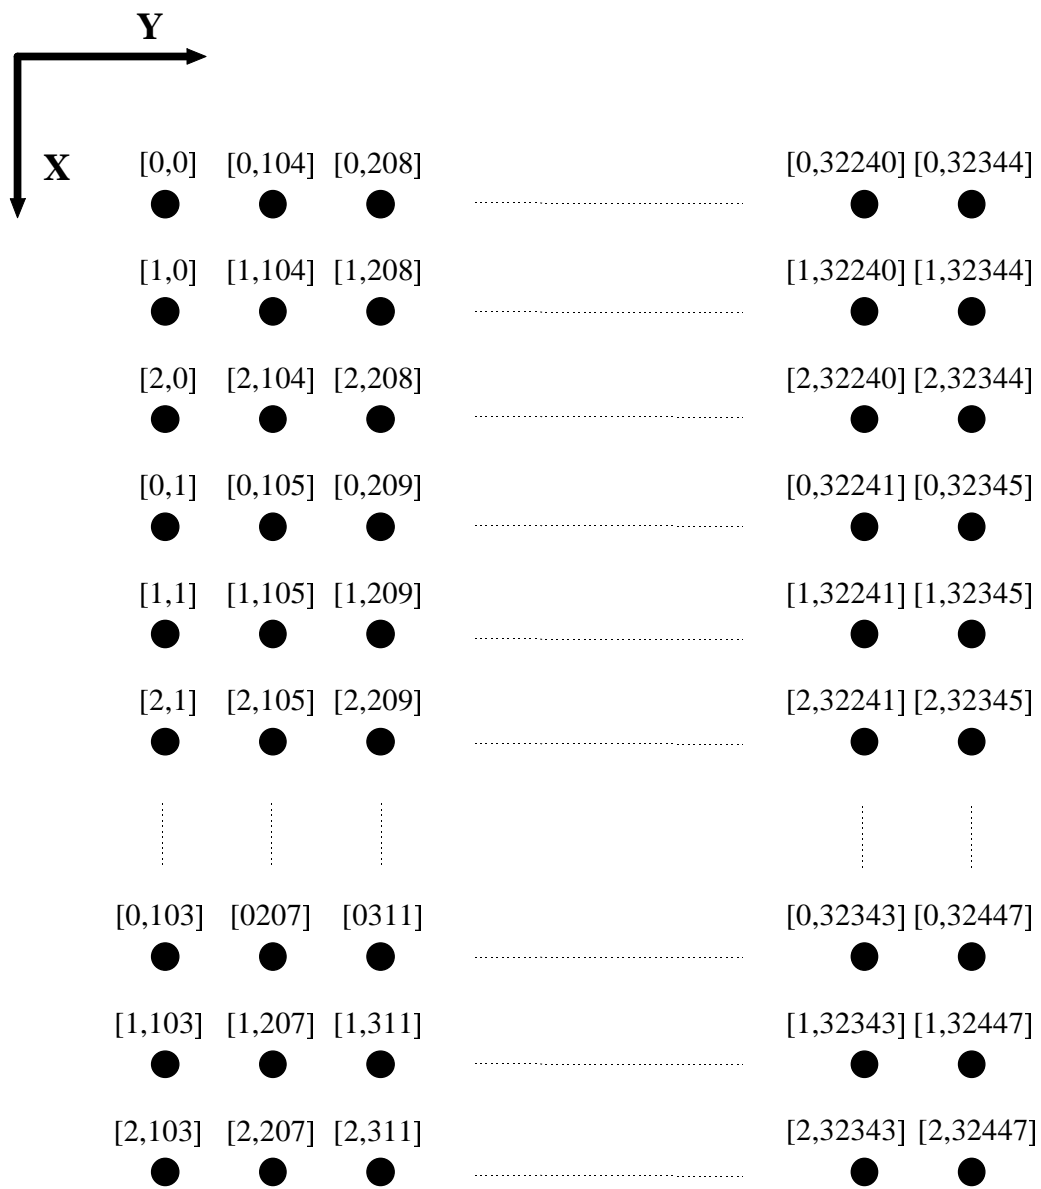 Y
X
[0,0] [0,104] [0,208] [0,32240] [0,32344]
[1,0] [1,104] [1,208] [1,32240] [1,32344]
[2,0] [2,104] [2,208] [2,32240] [2,32344]
[0,1] [0,105] [0,209] [0,32241] [0,32345]
[1,1] [1,105] [1,209] [1,32241] [1,32345]
[2,1] [2,105] [2,209] [2,32241] [2,32345]
[0,103] [0207] [0311] [0,32343] [0,32447]
[1,103] [1,207] [1,311] [1,32343] [1,32447]
[2,103] [2,207] [2,311] [2,32343] [2,32447]